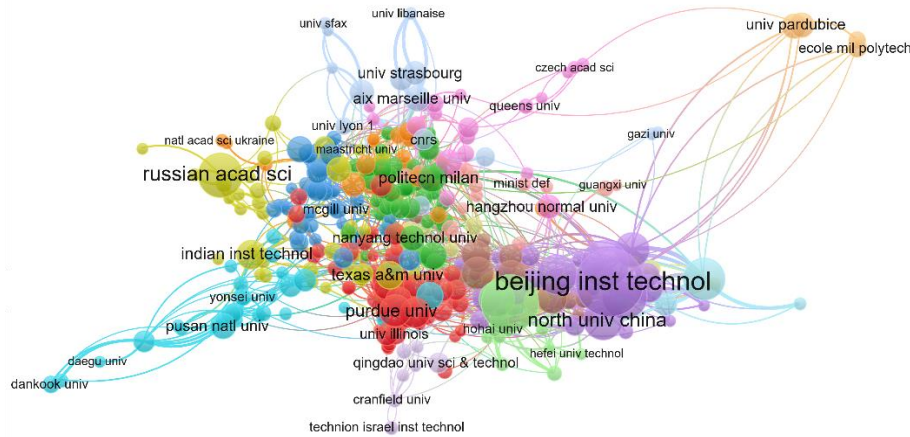 univ libanaise
univ sfax
univ pardubice
ecole mil polytech
univ strasbourg
czech acad sci
aix marseille univ
queens univ
univ lyon 1
gazi univ
natl acad sci ukraine
cnrs
maastricht univ
russian acad sci
politecn milan
minist def
guangxi univ
mcgill univ
hangzhou normal univ
nanyang technol univ
indian inst technol
texas a&m univ
beijing inst technol
yonsei univ
purdue univ
pusan natl univ
north univ china
univ illinois
hohai univ
hefei univ technol
daegu univ
qingdao univ sci & technol
dankook univ
cranfield univ
technion israel inst technol